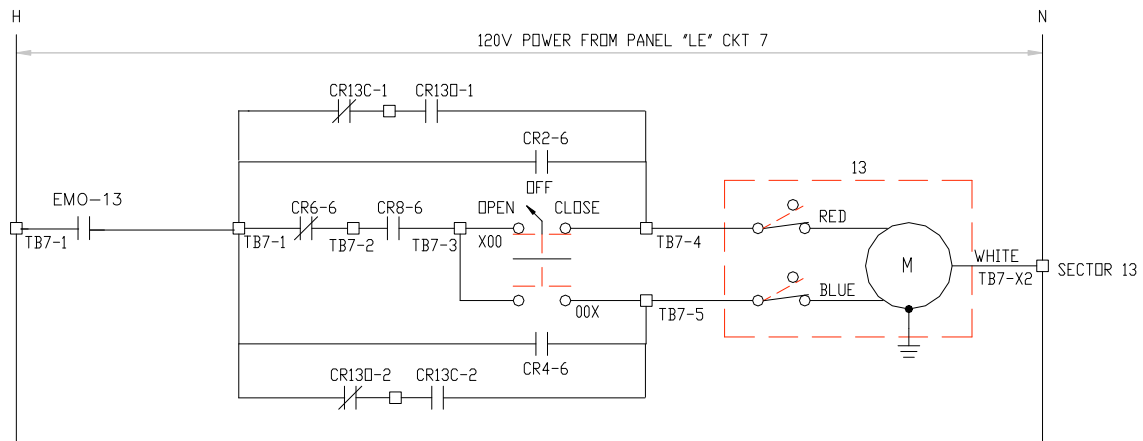 H
N
120V POWER FROM PANEL "LE" CKT 7
CR13C-1
CR13O-1
CR2-6
OFF
13
EMO-13
OPEN
CLOSE
CR6-6
CR8-6
RED
TB7-1
TB7-1
TB7-2
TB7-3
X00
TB7-4
M
WHITE
TB7-X2
SECTOR 13
BLUE
00X
TB7-5
CR4-6
CR13O-2
CR13C-2